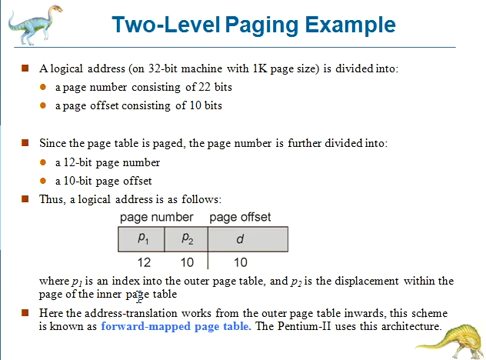 Two-Level Paging Example
A logical address (on 32-bit machine with 1K page size) is divided into:
a page number consisting of 22 bits
a page offset consisting of 10 bits
Since the page table is paged, the page number is further divided into:
a 12-bit page number
a 10-bit page offset
Thus, a logical address is as follows:
page number page offset
p1 p2 d
12 10 10
where p1 is an index into the outer page table, and p2 is the displacement within the
page of the inner page table
Here the address-translation works from the outer page table inwards, this scheme
is known as forward-mapped page table. The Pentium-II uses this architecture.